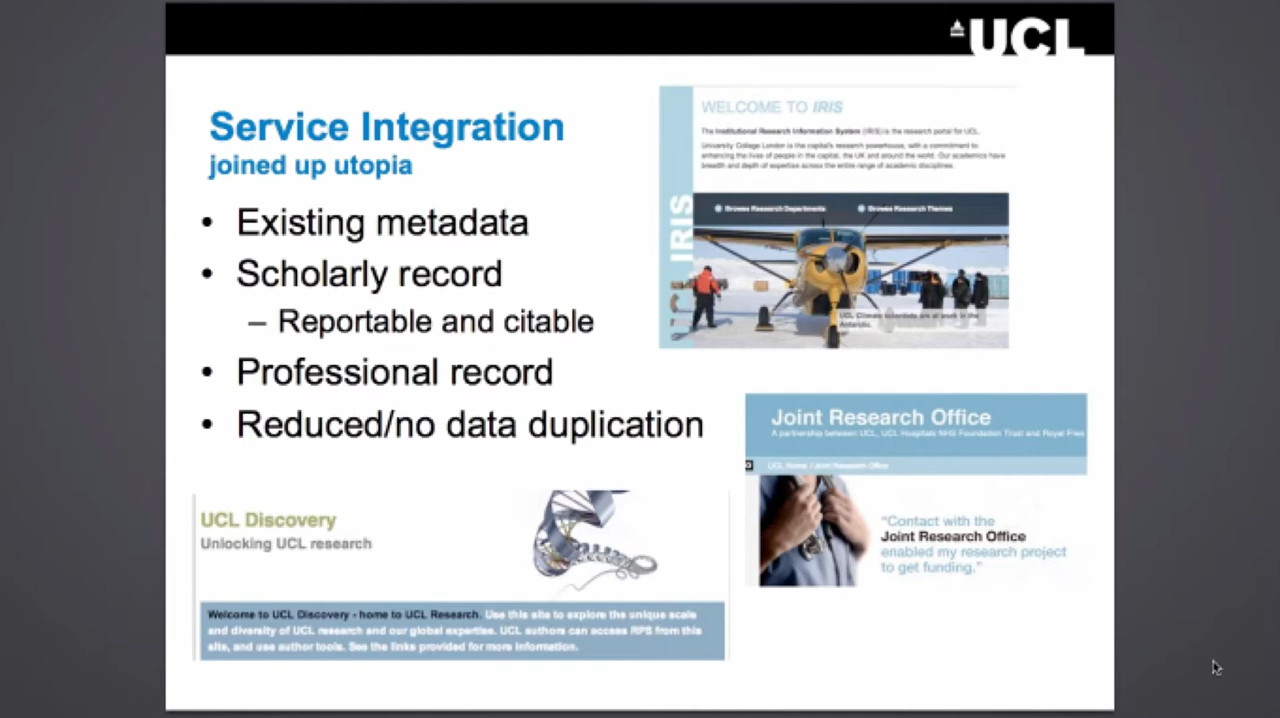 UCL
Service Integration
joined up utopia
• Existing metadata
• Scholarly record
– Reportable and citable
• Professional record
• Reduced/no data duplication
WELCOME TO IRIS
The Institutional Research Information System (IRIS) is the research portal for UCL.
University College London is the capital's research powerhouse, with a commitment to
enhancing the lives of people in the capital, the UK and around the world. Our academics have
breadth and depth of expertise across the entire range of academic disciplines.
UCL IRIS
Browse Research Departments
Browse Research Themes
UCL Climate scientists are at work in the
Antarctic.
Joint Research Office
A partnership between UCL, UCL Hospitals NHS Foundation Trust and Royal Free
UCL Home / Joint Research Office
"Contact with the
Joint Research Office
enabled my research project
to get funding."
UCL Discovery
Unlocking UCL research
Welcome to UCL Discovery - home to UCL Research. Use this site to explore the unique scale
and diversity of UCL research and our global expertise. UCL authors can access RPS from this
site, and use author tools. See the links provided for more information.